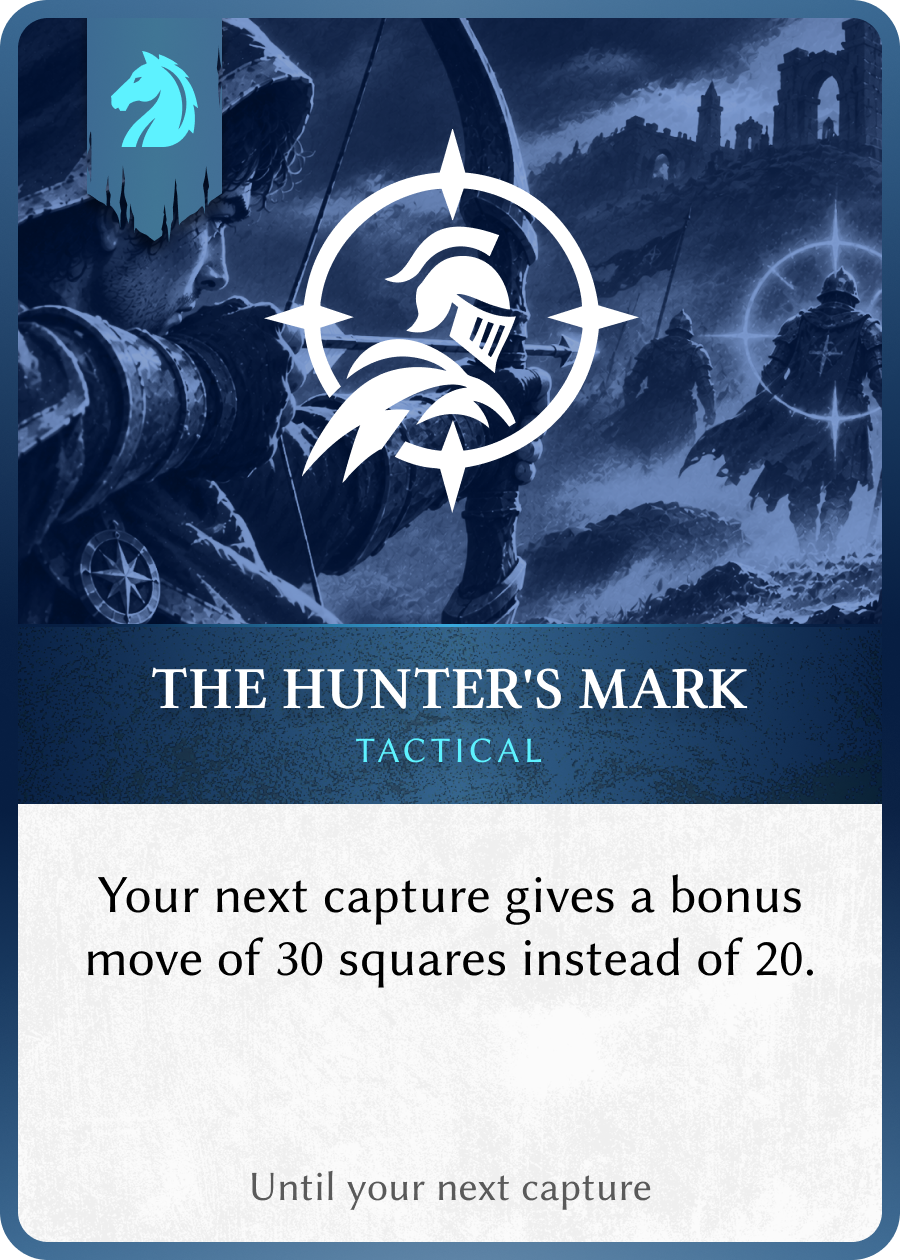 THE HUNTER'S MARK
TACTICAL
Your next capture gives a bonus
move of 30 squares instead of 20.
Until your next capture